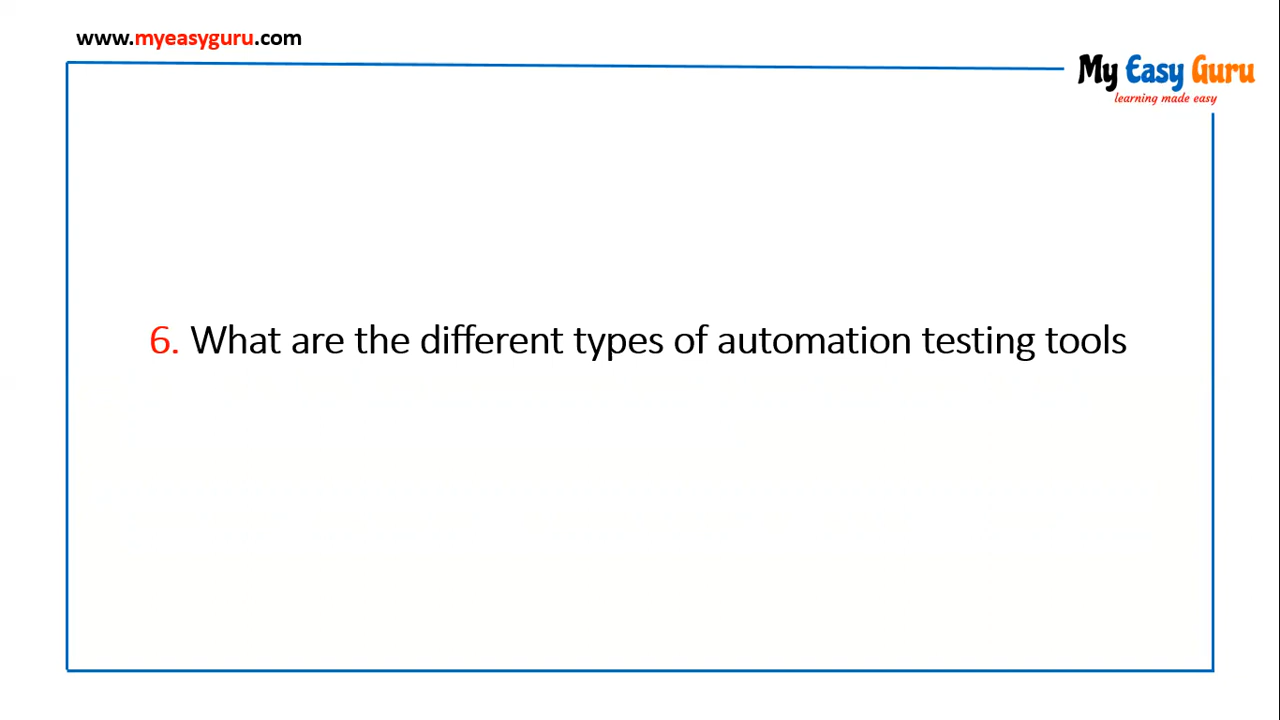 www.myeasyguru.com
My Easy Guru
learning made easy
6. What are the different types of automation testing tools